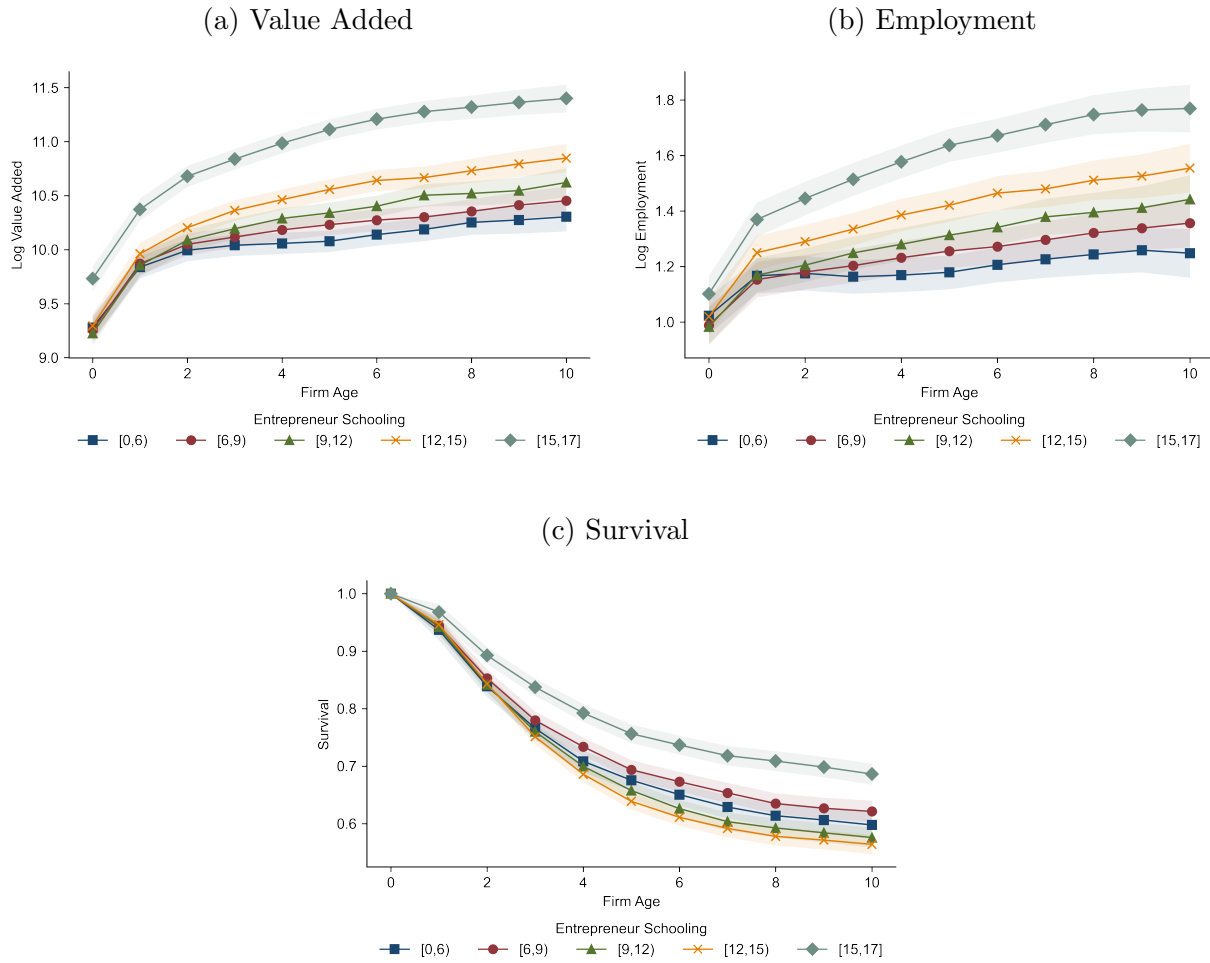 (a) Value Added
11.5
11.0
10.5
10.0
9.5
9.0
Log Value Added
0 2 4 6 8 10
Firm Age
Entrepreneur Schooling
[0,6) [6,9) [9,12) [12,15) [15,17]
(b) Employment
1.8
1.6
1.4
1.2
1.0
Log Employment
0 2 4 6 8 10
Firm Age
Entrepreneur Schooling
[0,6) [6,9) [9,12) [12,15) [15,17]
(c) Survival
1.0
0.9
0.8
0.7
0.6
Survival
0 2 4 6 8 10
Firm Age
Entrepreneur Schooling
[0,6) [6,9) [9,12) [12,15) [15,17]